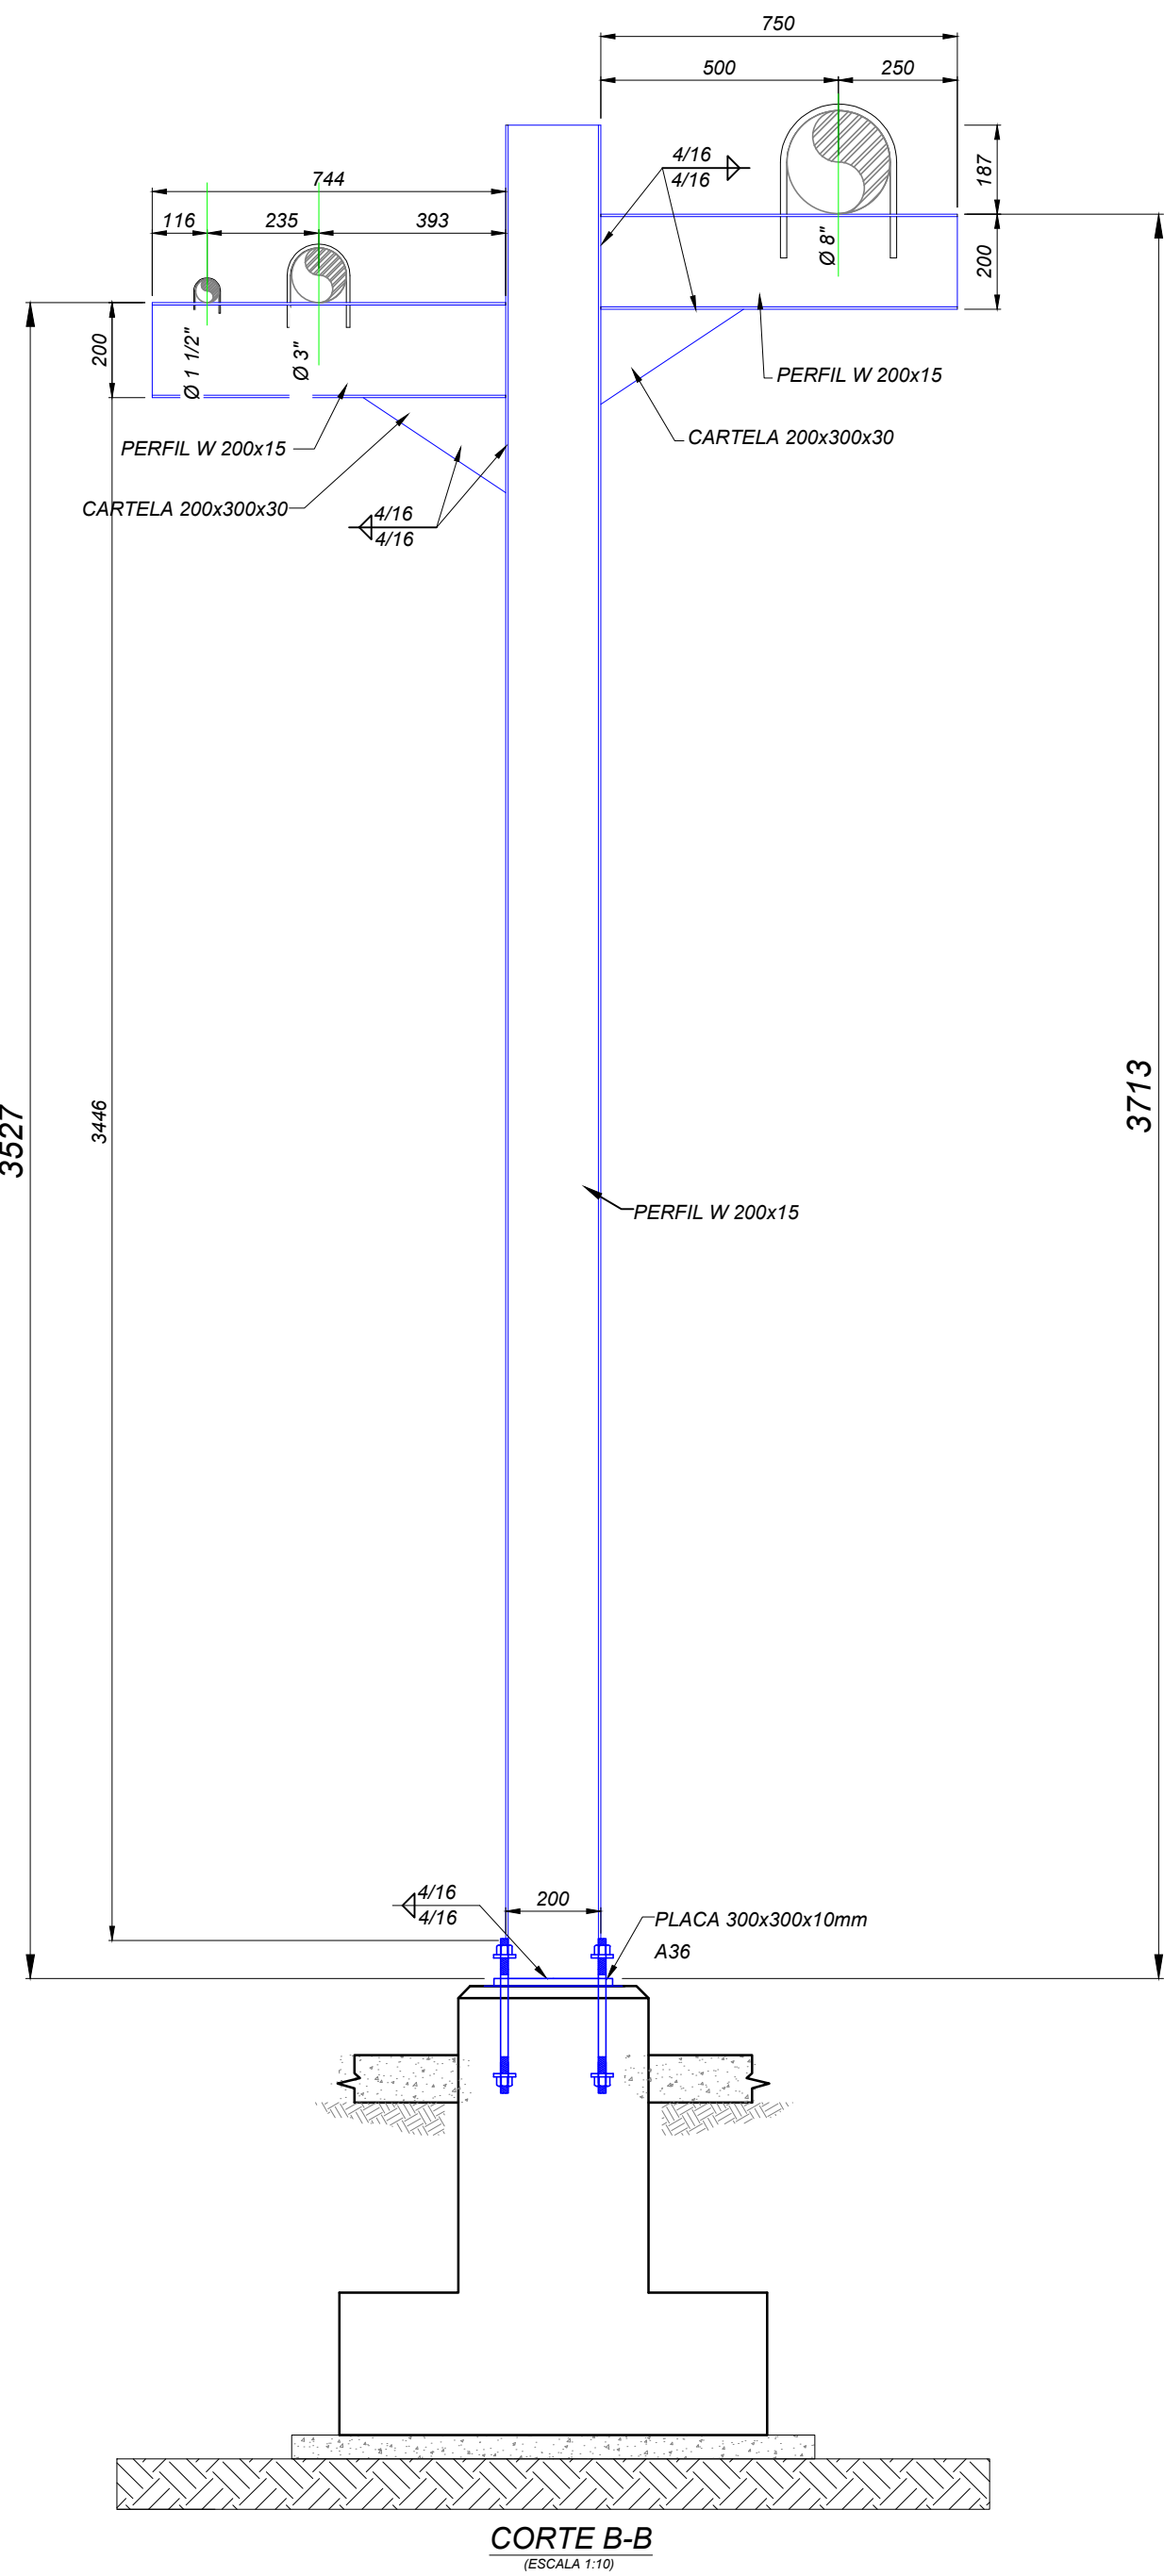 750
500
250
187
4/16
4/16
744
116
235
393
Ø 8"
200
200
Ø 1 1/2"
Ø 3"
PERFIL W 200x15
CARTELA 200x300x30
PERFIL W 200x15
CARTELA 200x300x30
4/16
4/16
3527
3446
3713
PERFIL W 200x15
4/16
4/16
200
PLACA 300x300x10mm
A36
CORTE B-B
(ESCALA 1:10)